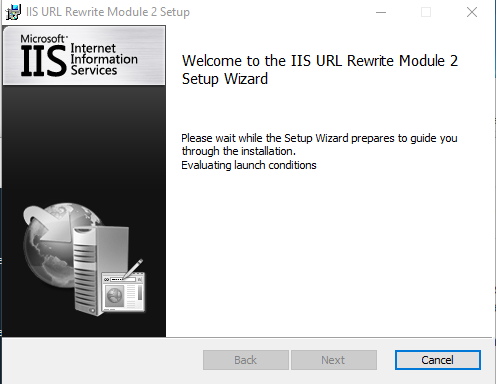 IIS URL Rewrite Module 2 Setup
Microsoft®
IIS Internet
Information
Services
Welcome to the IIS URL Rewrite Module 2
Setup Wizard
Please wait while the Setup Wizard prepares to guide you
through the installation.
Evaluating launch conditions
Back
Next
Cancel